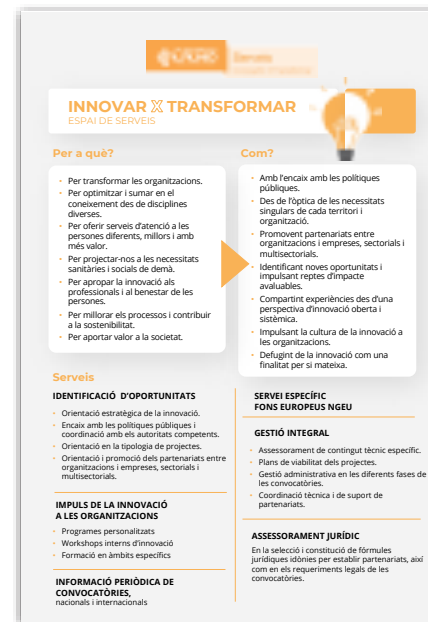 Serveis
INNOVAR X TRANSFORMAR
ESPAI DE SERVEIS
Per a què?
• Per transformar les organitzacions.
• Per optimitzar i sumar en el
coneixement des de disciplines
diverses.
• Per oferir serveis d'atenció a les
persones diferents, millors i amb
més valor.
• Per projectar-nos a les necessitats
sanitàries i socials de demà.
• Per apropar la innovació als
professionals i al benestar de les
persones.
• Per millorar els processos i contribuir
a la sostenibilitat.
• Per aportar valor a la societat.
Com?
• Amb l'encaix amb les polítiques
públiques.
• Des de l'òptica de les necessitats
singulars de cada territori i
organització.
• Promovent partenariats entre
organitzacions i empreses, sectorials i
multisectorials.
• Identificant noves oportunitats i
impulsant reptes d'impacte
avaluables.
• Compartint experiències des d'una
perspectiva d'innovació oberta i
sistèmica.
• Impulsant la cultura de la innovació a
les organitzacions.
• Defugint de la innovació com una
finalitat per si mateixa.
Serveis
IDENTIFICACIÓ D'OPORTUNITATS
• Orientació estratègica de la innovació.
• Encaix amb les polítiques públiques i
coordinació amb els autoritats competents.
• Orientació en la tipologia de projectes.
• Orientació i promoció dels partenariats entre
organitzacions i empreses, sectorials i
multisectorials.
IMPULS DE LA INNOVACIÓ
A LES ORGANITZACIONS
• Programes personalitzats
• Workshops interns d'innovació
• Formació en àmbits específics
INFORMACIÓ PERIÒDICA DE
CONVOCATÒRIES,
nacionals i internacionals
SERVEI ESPECÍFIC
FONS EUROPEUS NGEU
GESTIÓ INTEGRAL
• Assessorament de contingut tècnic específic.
• Plans de viabilitat dels projectes.
• Gestió administrativa en les diferents fases de
les convocatòries.
• Coordinació tècnica i de suport de
partenariats.
ASSESSORAMENT JURÍDIC
En la selecció i constitució de fórmules
jurídiques idònies per establir partenariats, així
com en els requeriments legals de les
convocatòries.